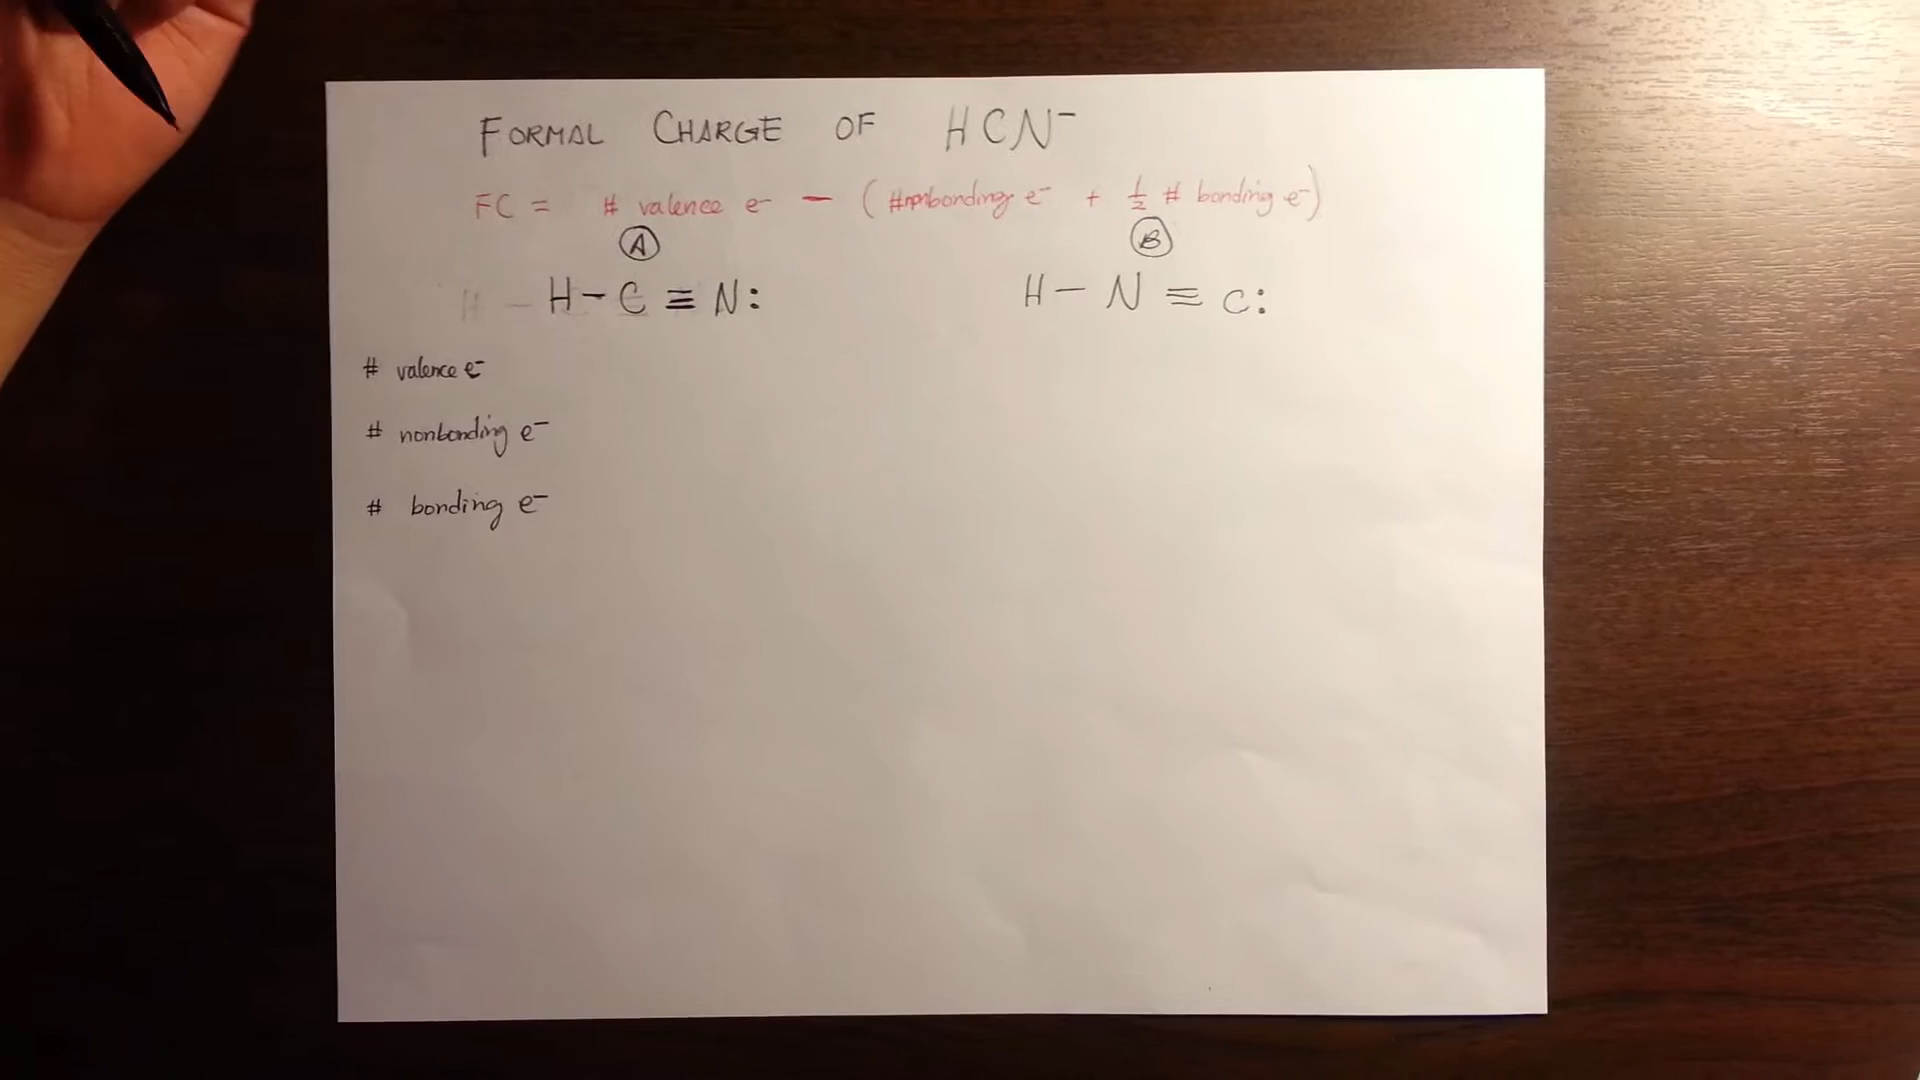 FORMAL CHARGE OF HCN⁻
FC = # valence e⁻ − (#nonbonding e⁻ + ½ # bonding e⁻)
Ⓐ Ⓑ
H − H − C ≡ N: H − N ≡ C:
# valence e⁻
# nonbonding e⁻
# bonding e⁻